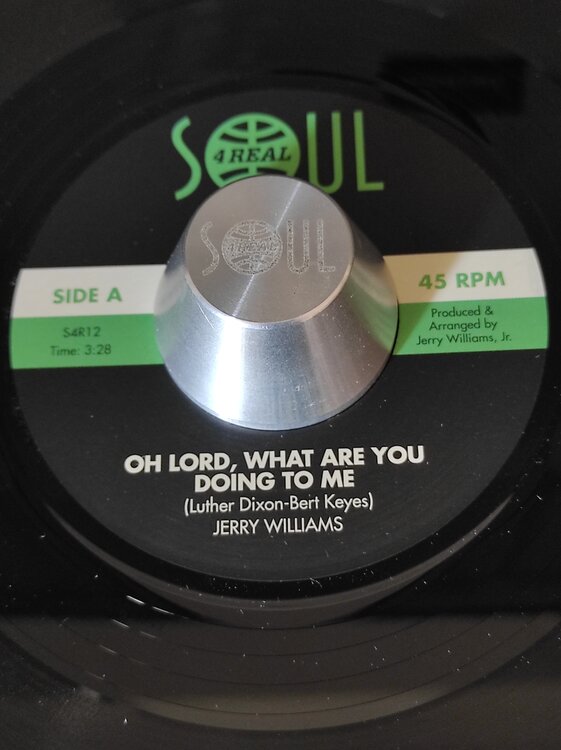 SOUL
4 REAL
SOUL
SIDE A
S4R12
Time: 3:28
45 RPM
Produced &
Arranged by
Jerry Williams, Jr.
OH LORD, WHAT ARE YOU
DOING TO ME
(Luther Dixon-Bert Keyes)
JERRY WILLIAMS